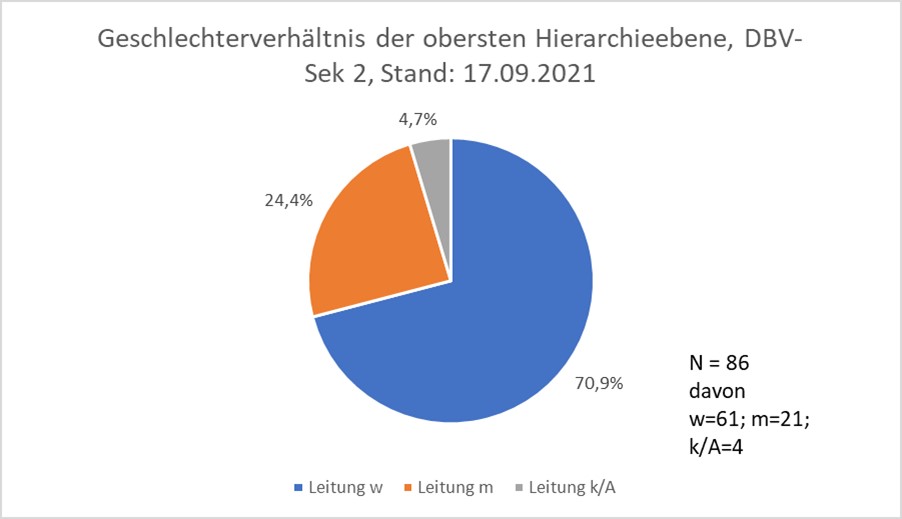 Geschlechterverhältnis der obersten Hierarchieebene, DBV-
Sek 2, Stand: 17.09.2021
4,7%
24,4%
70,9%
N = 86
davon
w=61; m=21;
k/A=4
Leitung w Leitung m Leitung k/A